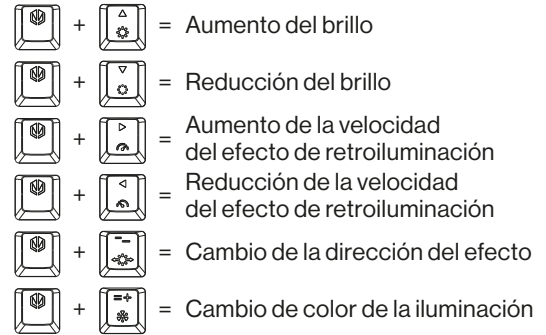 + = Aumento del brillo
+ = Reducción del brillo
+ = Aumento de la velocidad
del efecto de retroiluminación
+ = Reducción de la velocidad
del efecto de retroiluminación
+ = Cambio de la dirección del efecto
+ = Cambio de color de la iluminación